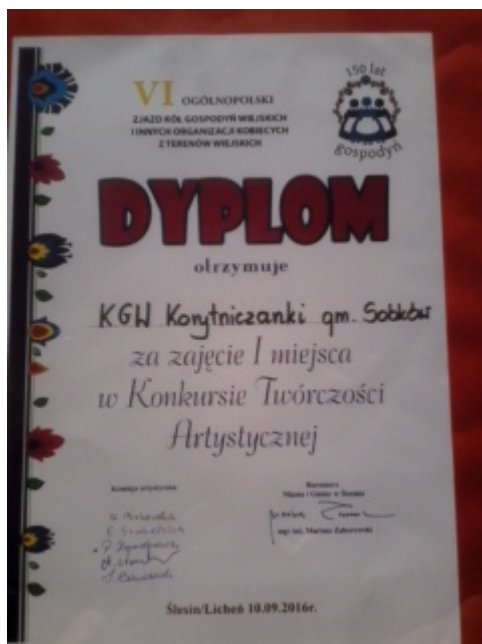 VI OGÓLNOPOLSKI
ZJAZD KÓŁ GOSPODYŃ WIEJSKICH
I INNYCH ORGANIZACJI KOBIECYCH
Z TERENÓW WIEJSKICH
150 lat
gospodyń
DYPLOM
otrzymuje
KGW Korytniczanki gm. Sobków
za zajęcie I miejsca
w Konkursie Twórczości
Artystycznej
Komisja artystyczna
Burmistrz
Miasta i Gminy w Ślesinie
mgr inż. Mariusz Zaborowski
Ślesin/Licheń 10.09.2016r.